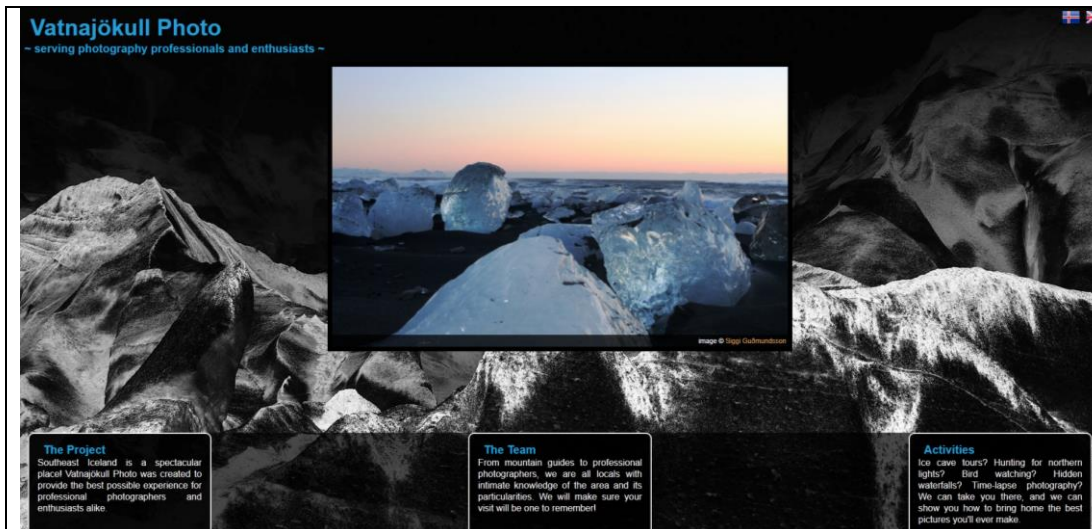 Vatnajökull Photo
~ serving photography professionals and enthusiasts ~
image © Siggi Guðmundsson
The Project
Southeast Iceland is a spectacular
place! Vatnajökull Photo was created to
provide the best possible experience for
professional photographers and
enthusiasts alike.
The Team
From mountain guides to professional
photographers, we are all locals with
intimate knowledge of the area and its
particularities. We will make sure your
visit will be one to remember!
Activities
Ice cave tours? Hunting for northern
lights? Bird watching? Hidden
waterfalls? Time-lapse photography?
We can take you there, and we can
show you how to bring home the best
pictures you'll ever make.